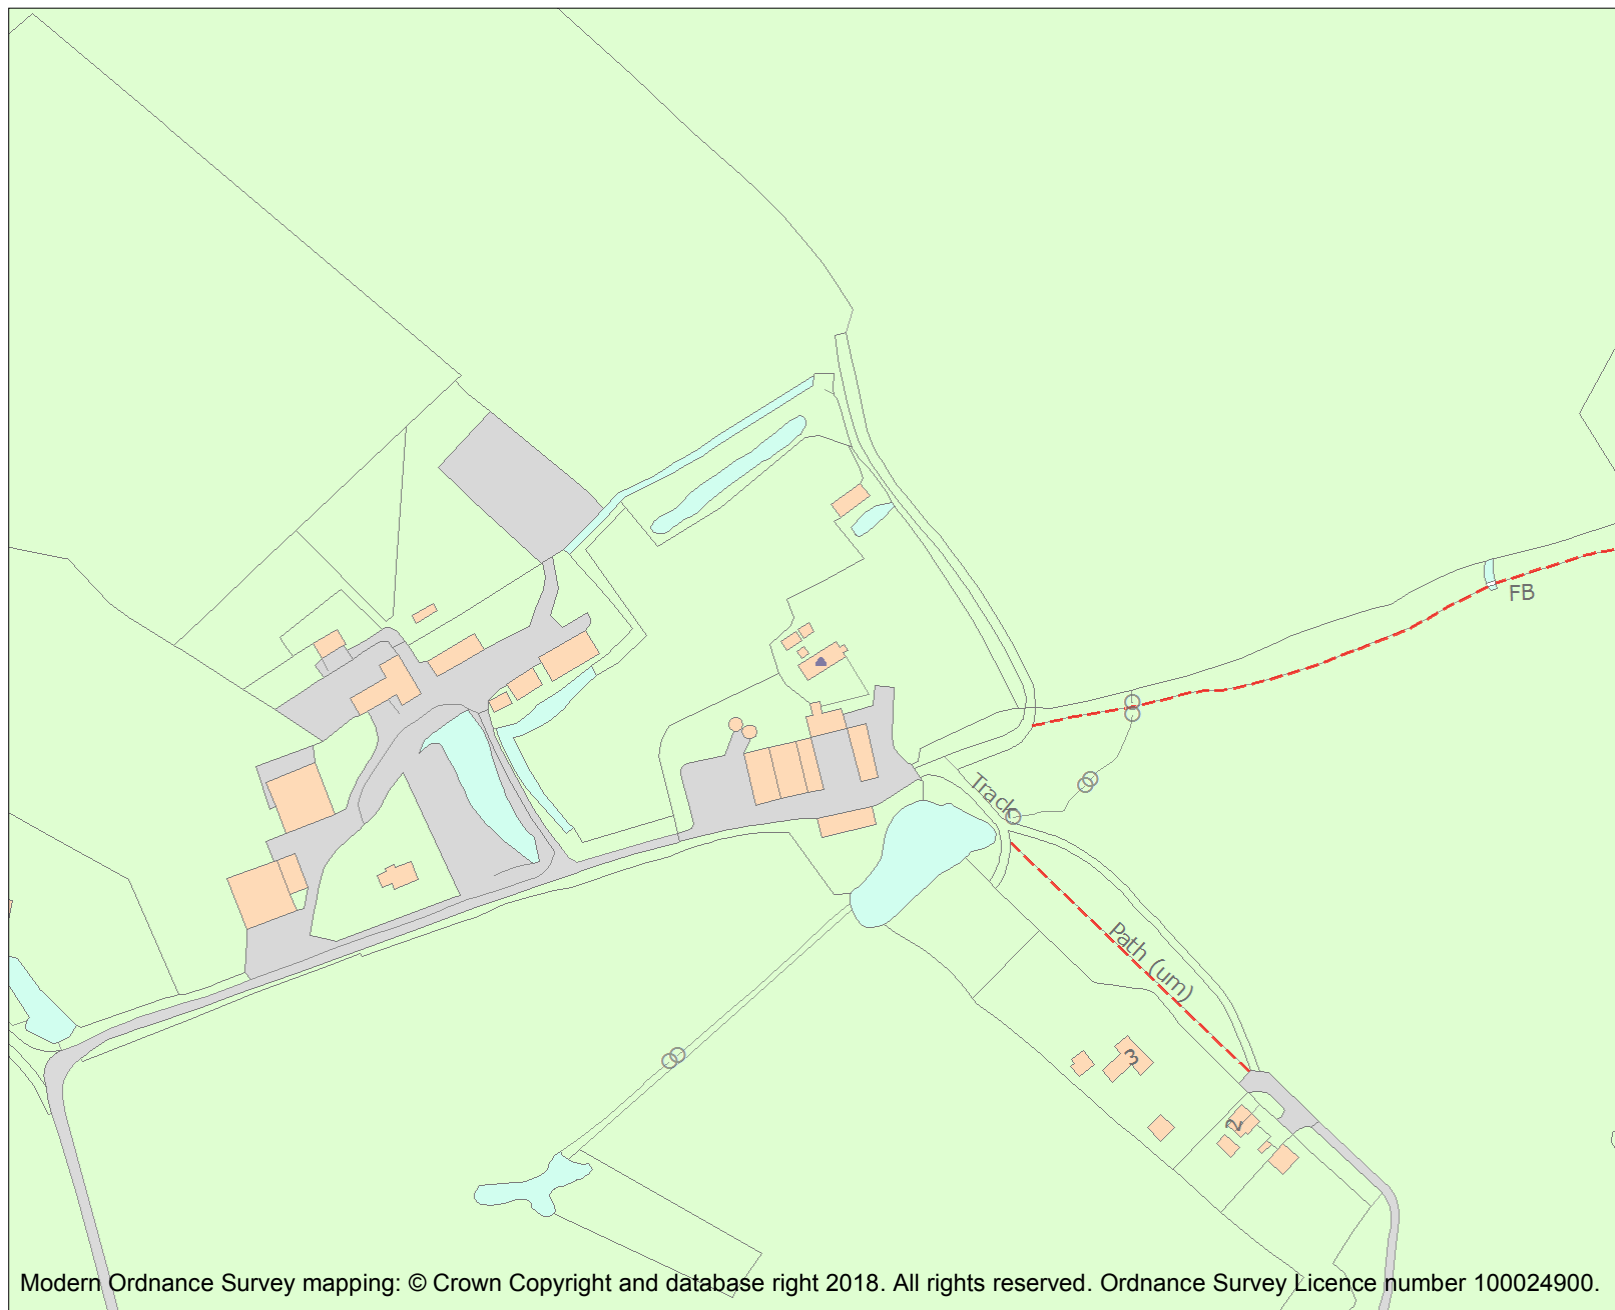 FB
Track
Path (um)
3
2
Modern Ordnance Survey mapping: © Crown Copyright and database right 2018. All rights reserved. Ordnance Survey Licence number 100024900.